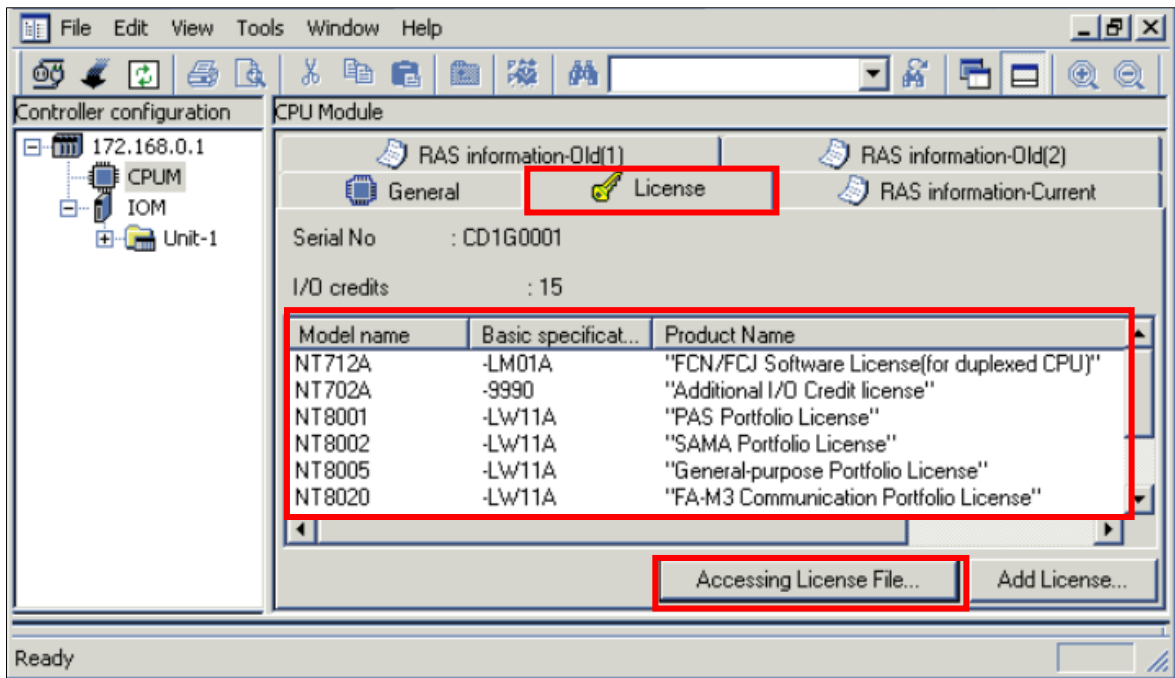 File Edit View Tools Window Help
Controller configuration
CPU Module
172.168.0.1
CPUM
IOM
Unit-1
RAS information-Old(1)
RAS information-Old(2)
General
License
RAS information-Current
Serial No : CD1G0001
I/O credits : 15
Model name Basic specificat... Product Name
NT712A -LM01A "FCN/FCJ Software License(for duplexed CPU)"
NT702A -9990 "Additional I/O Credit license"
NT8001 -LW11A "PAS Portfolio License"
NT8002 -LW11A "SAMA Portfolio License"
NT8005 -LW11A "General-purpose Portfolio License"
NT8020 -LW11A "FA-M3 Communication Portfolio License"
Accessing License File... Add License...
Ready